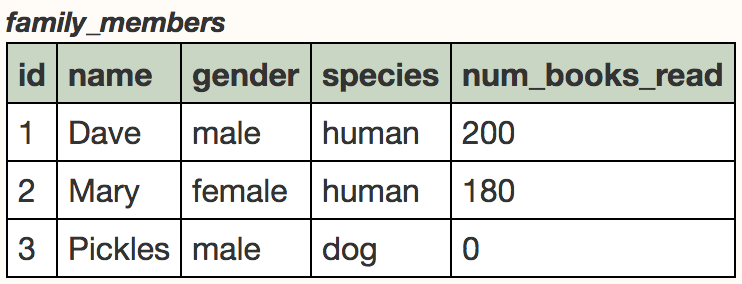 family_members
id name gender species num_books_read
1 Dave male human 200
2 Mary female human 180
3 Pickles male dog 0